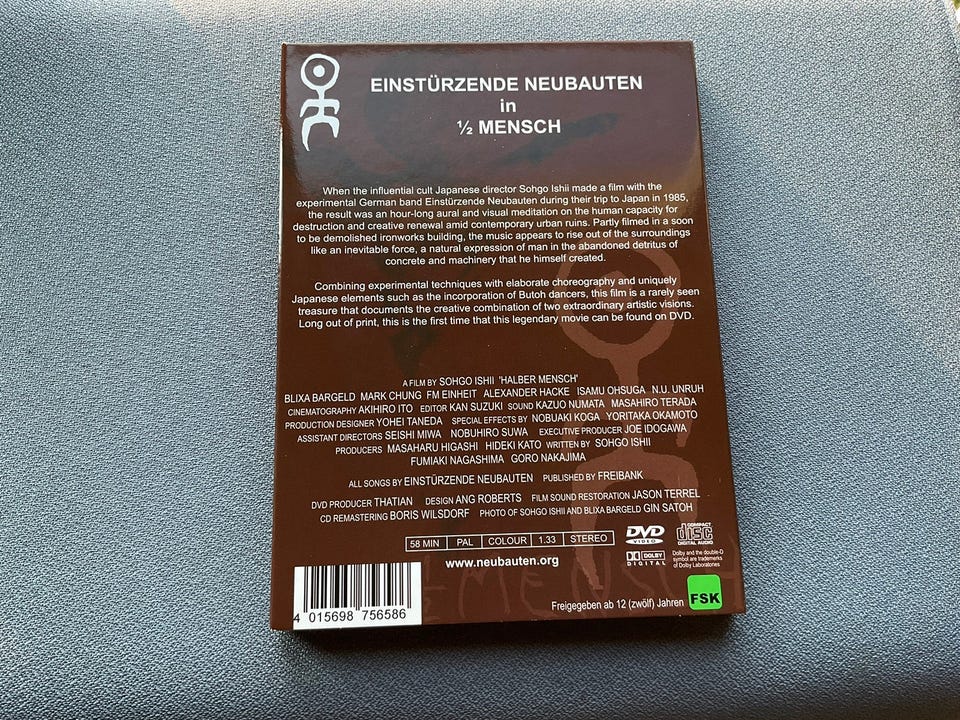 EINSTÜRZENDE NEUBAUTEN
in
½ MENSCH
When the influential cult Japanese director Sohgo Ishii made a film with the
experimental German band Einstürzende Neubauten during their trip to Japan in 1985,
the result was an hour-long aural and visual meditation on the human capacity for
destruction and creative renewal amid contemporary urban ruins. Partly filmed in a soon
to be demolished ironworks building, the music appears to rise out of the surroundings
like an inevitable force, a natural expression of man in the abandoned detritus of
concrete and machinery that he himself created.
Combining experimental techniques with elaborate choreography and uniquely
Japanese elements such as the incorporation of Butoh dancers, this film is a rarely seen
treasure that documents the creative combination of two extraordinary artistic visions.
Long out of print, this is the first time that this legendary movie can be found on DVD.
A FILM BY SOHGO ISHII 'HALBER MENSCH'
BLIXA BARGELD MARK CHUNG FM EINHEIT ALEXANDER HACKE ISAMU OHSUGA N.U. UNRUH
CINEMATOGRAPHY AKIHIRO ITO EDITOR KAN SUZUKI SOUND KAZUO NUMATA MASAHIRO TERADA
PRODUCTION DESIGNER YOHEI TANEDA SPECIAL EFFECTS BY NOBUAKI KOGA YORITAKA OKAMOTO
ASSISTANT DIRECTORS SEISHI MIWA NOBUHIRO SUWA EXECUTIVE PRODUCER JOE IDOGAWA
PRODUCERS MASAHARU HIGASHI HIDEKI KATO WRITTEN BY SOHGO ISHII
FUMIAKI NAGASHIMA GORO NAKAJIMA
ALL SONGS BY EINSTÜRZENDE NEUBAUTEN PUBLISHED BY FREIBANK
DVD PRODUCER THATIAN DESIGN ANG ROBERTS FILM SOUND RESTORATION JASON TERREL
CD REMASTERING BORIS WILSDORF PHOTO OF SOHGO ISHII AND BLIXA BARGELD GIN SATOH
58 MIN PAL COLOUR 1.33 STEREO
DVD VIDEO
COMPACT disc DIGITAL AUDIO
www.neubauten.org
DOLBY DIGITAL
Dolby and the double-D
symbol are trademarks
of Dolby Laboratories
MENSCH
4 015698 756586
Freigegeben ab 12 (zwölf) Jahren FSK